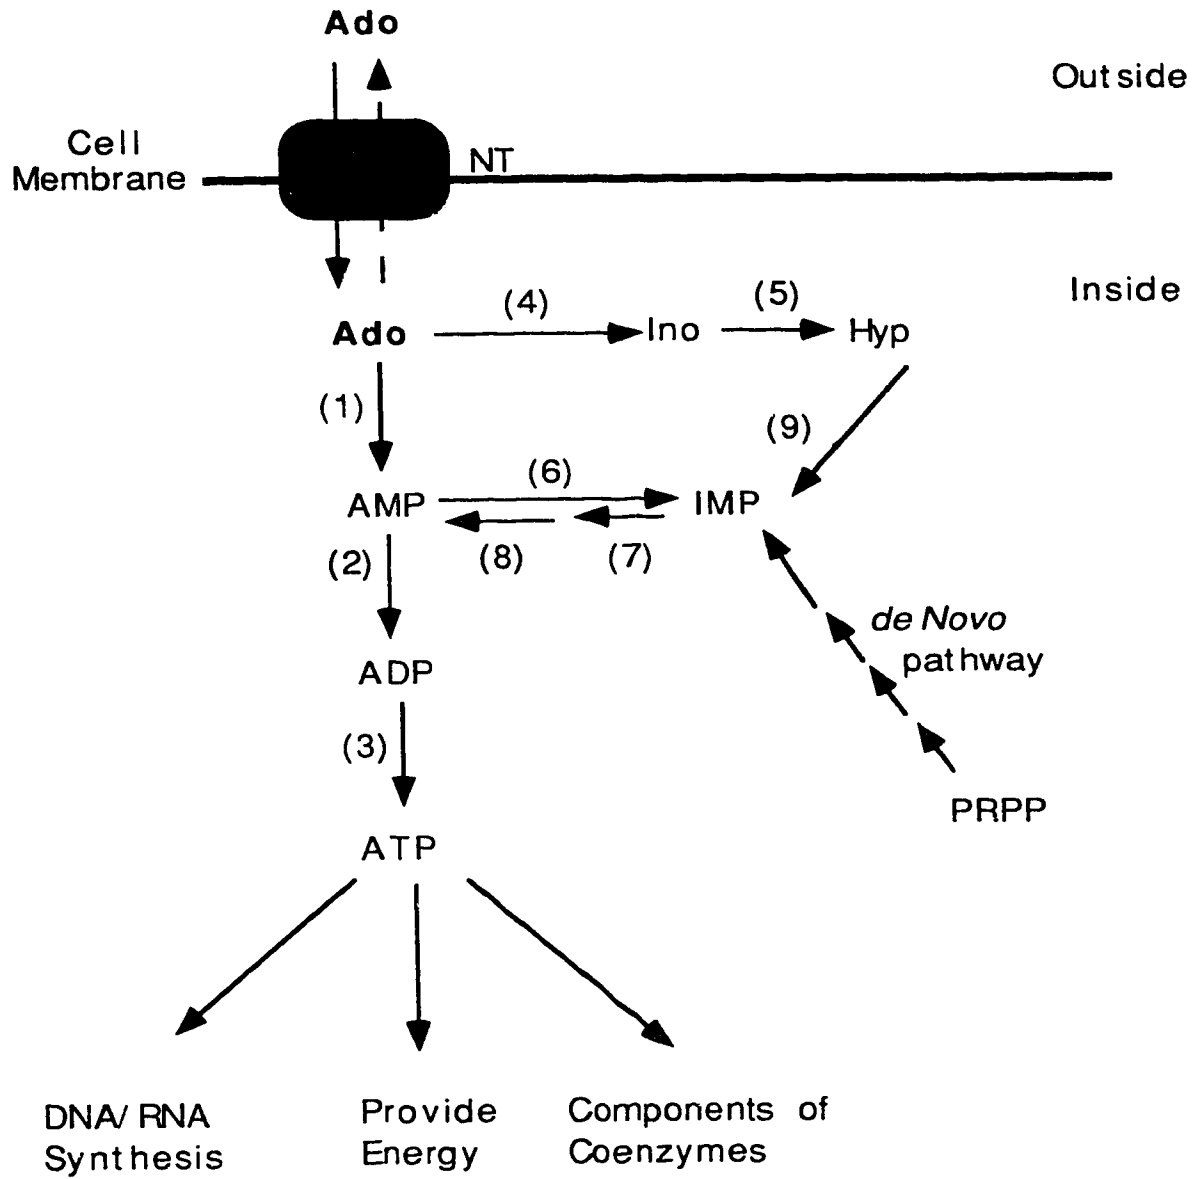 Ado
Outside
Cell
Membrane
NT
Inside
Ado
(4)
Ino
(5)
Hyp
(1)
(9)
AMP
(6)
IMP
(2)
(8)
(7)
de Novo
pathway
ADP
(3)
PRPP
ATP
DNA/ RNA
Synthesis
Provide
Energy
Components of
Coenzymes